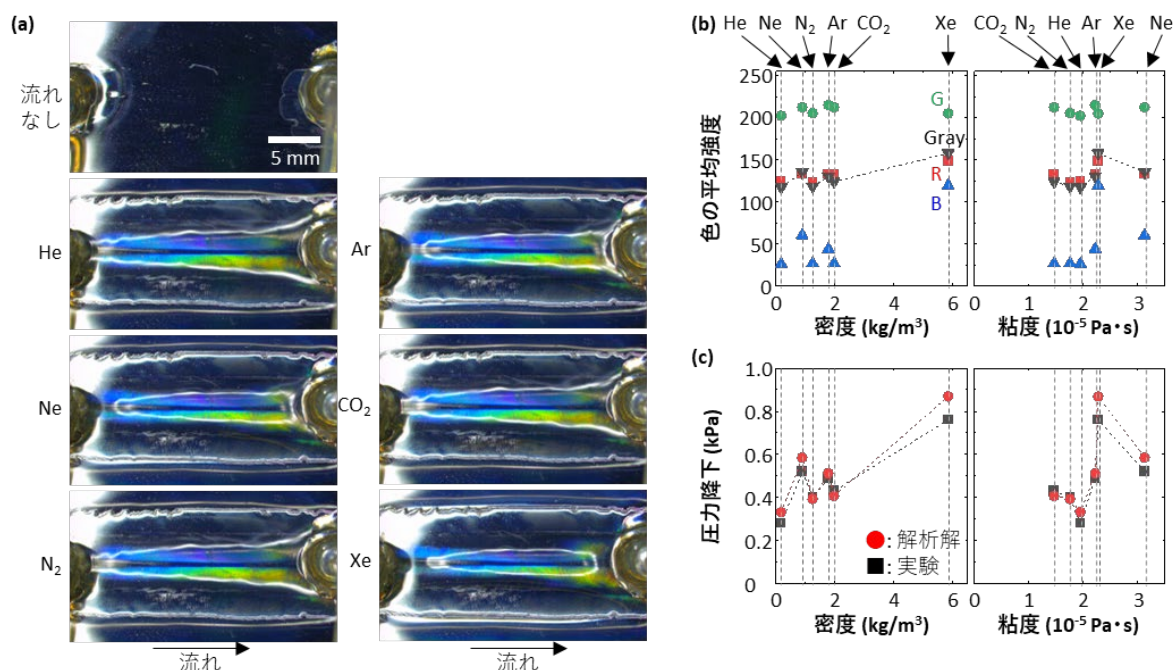 (a)
流れ
なし
5 mm
He
Ar
Ne
CO₂
N₂
Xe
流れ
流れ
(b)
He Ne N₂ Ar CO₂ Xe
CO₂ N₂ He Ar Xe Ne
色の平均強度
250
200
150
100
50
0
G
Gray
R
B
0 2 4 6
密度 (kg/m³)
0 1 2 3
粘度 (10⁻⁵ Pa・s)
(c)
圧力降下 (kPa)
1.0
0.8
0.6
0.4
0.2
0
●: 解析解
■: 実験
0 2 4 6
密度 (kg/m³)
0 1 2 3
粘度 (10⁻⁵ Pa・s)